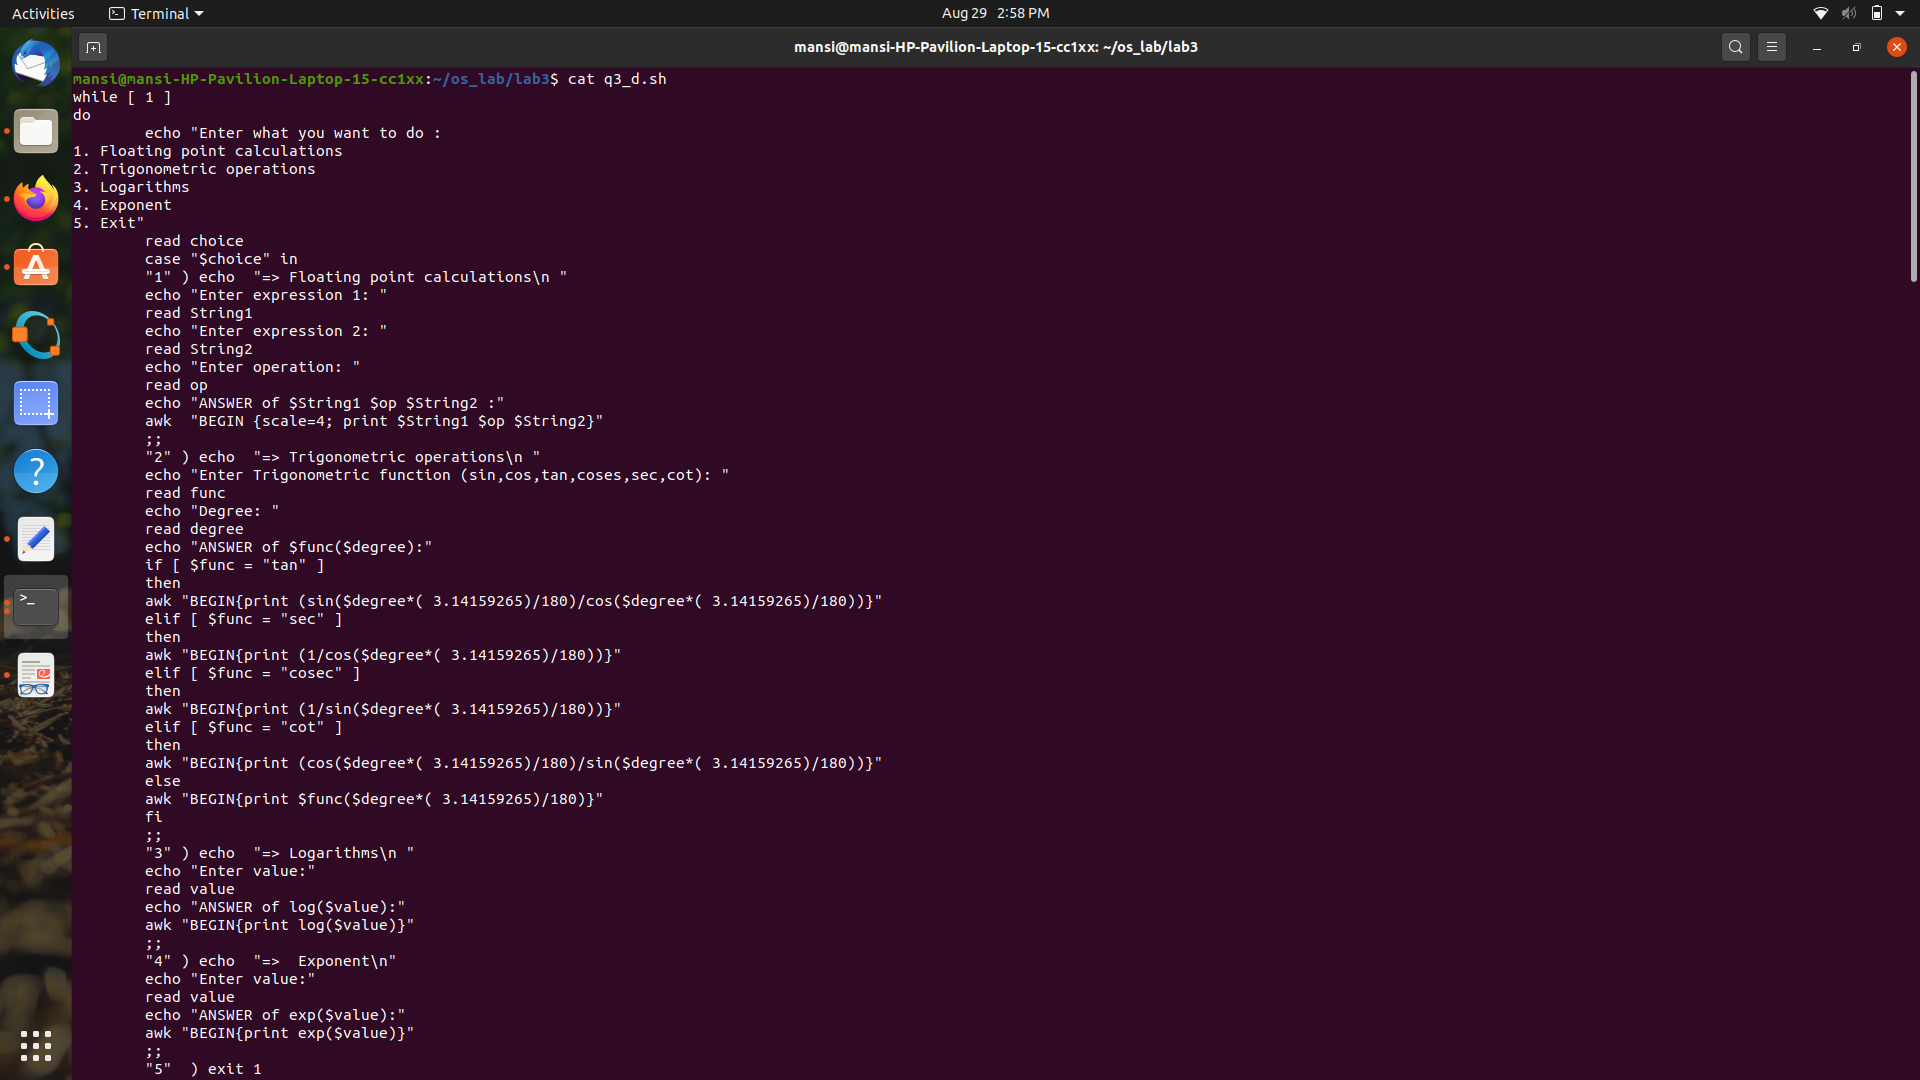 Activities Terminal Aug 29 2:58 PM
mansi@mansi-HP-Pavilion-Laptop-15-cc1xx: ~/os_lab/lab3
mansi@mansi-HP-Pavilion-Laptop-15-cc1xx:~/os_lab/lab3$ cat q3_d.sh
while [ 1 ]
do
        echo "Enter what you want to do :
1. Floating point calculations
2. Trigonometric operations
3. Logarithms
4. Exponent
5. Exit"
        read choice
        case "$choice" in
        "1" ) echo  "=> Floating point calculations\n "
        echo "Enter expression 1: "
        read String1
        echo "Enter expression 2: "
        read String2
        echo "Enter operation: "
        read op
        echo "ANSWER of $String1 $op $String2 :"
        awk  "BEGIN {scale=4; print $String1 $op $String2}"
        ;;
        "2" ) echo  "=> Trigonometric operations\n "
        echo "Enter Trigonometric function (sin,cos,tan,coses,sec,cot): "
        read func
        echo "Degree: "
        read degree
        echo "ANSWER of $func($degree):"
        if [ $func = "tan" ]
        then
        awk "BEGIN{print (sin($degree*( 3.14159265)/180)/cos($degree*( 3.14159265)/180))}"
        elif [ $func = "sec" ]
        then
        awk "BEGIN{print (1/cos($degree*( 3.14159265)/180))}"
        elif [ $func = "cosec" ]
        then
        awk "BEGIN{print (1/sin($degree*( 3.14159265)/180))}"
        elif [ $func = "cot" ]
        then
        awk "BEGIN{print (cos($degree*( 3.14159265)/180)/sin($degree*( 3.14159265)/180))}"
        else
        awk "BEGIN{print $func($degree*( 3.14159265)/180)}"
        fi
        ;;
        "3" ) echo  "=> Logarithms\n "
        echo "Enter value:"
        read value
        echo "ANSWER of log($value):"
        awk "BEGIN{print log($value)}"
        ;;
        "4" ) echo  "=>  Exponent\n"
        echo "Enter value:"
        read value
        echo "ANSWER of exp($value):"
        awk "BEGIN{print exp($value)}"
        ;;
        "5"  ) exit 1